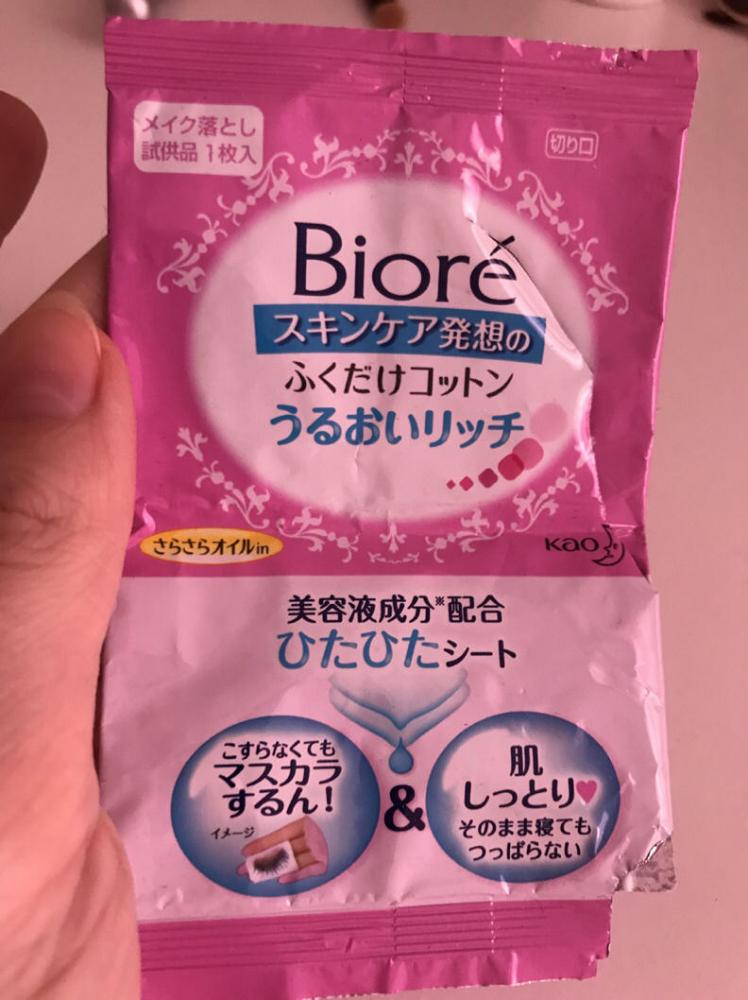 メイク落とし
試供品 1枚入
切り口
Bioré
スキンケア発想の
ふくだけコットン
うるおいリッチ
さらさらオイルin
Kao
美容液成分※配合
ひたひたシート
こすらなくても
マスカラ
するん!
イメージ
&
肌
しっとり♥
そのまま寝ても
つっぱらない